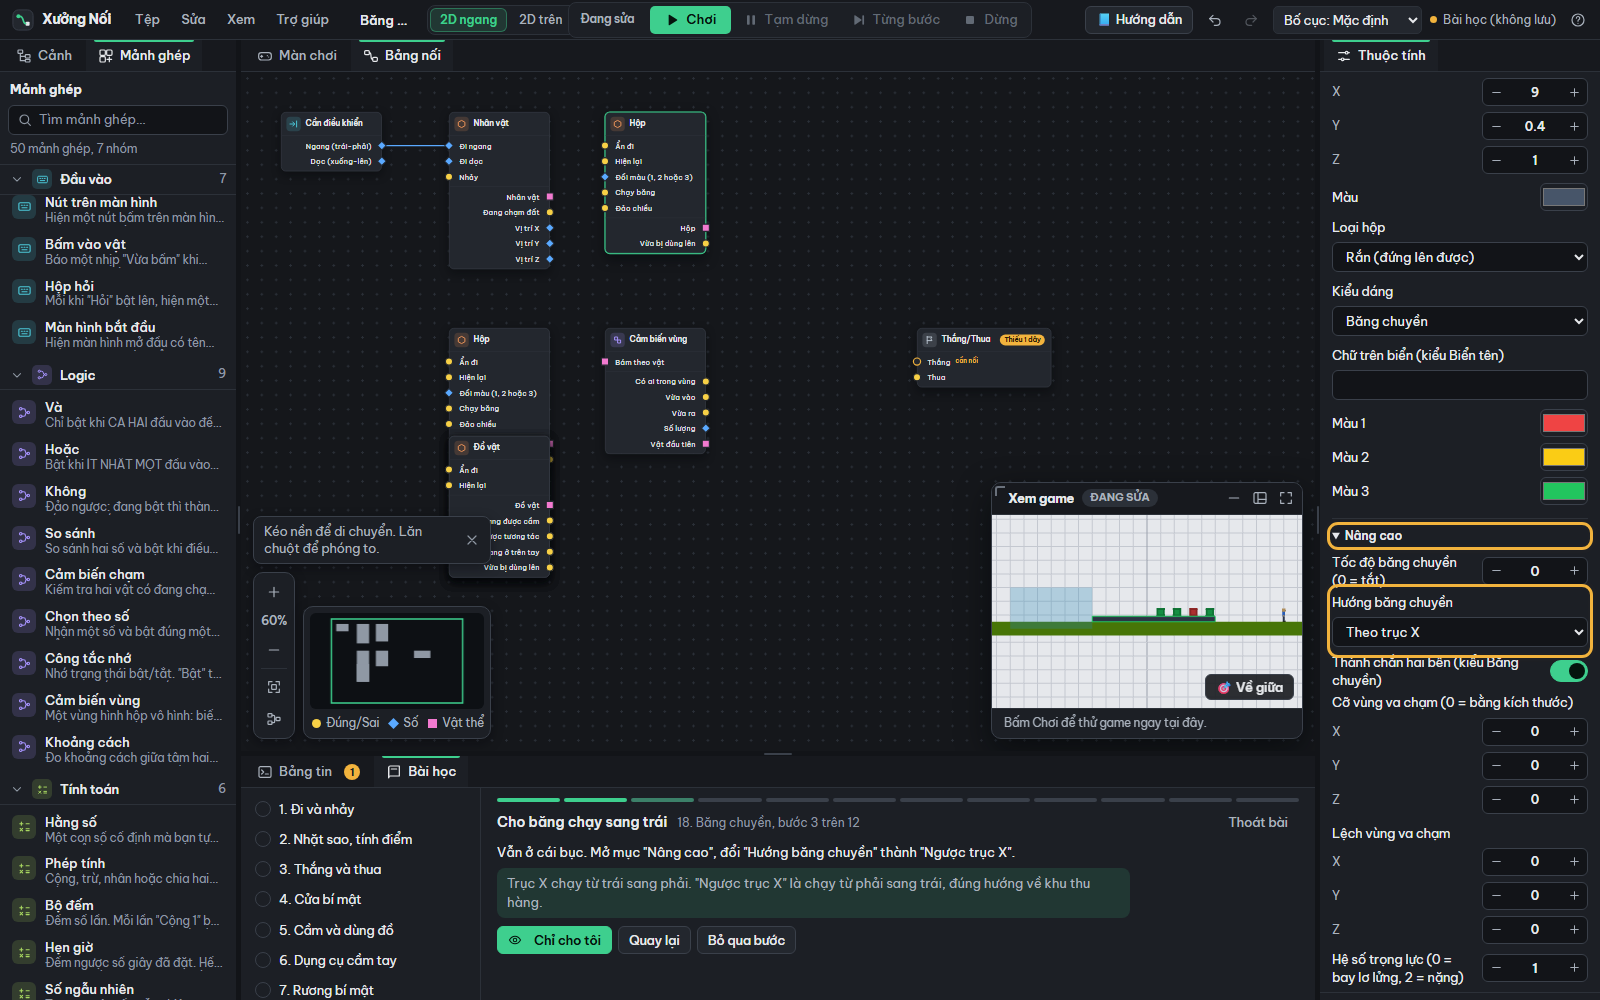 Xưởng Nối
Tệp
Sửa
Xem
Trợ giúp
Băng ...
2D ngang
2D trên
Đang sửa
Chơi
Tạm dừng
Từng bước
Dừng
Hướng dẫn
Bố cục: Mặc định
Bài học (không lưu)
Cảnh
Mảnh ghép
Màn chơi
Bảng nối
Thuộc tính
Mảnh ghép
Tìm mảnh ghép...
50 mảnh ghép, 7 nhóm
Đầu vào 7
Nút trên màn hình
Hiện một nút bấm trên màn hìn...
Bấm vào vật
Báo một nhịp "Vừa bấm" khi...
Hộp hỏi
Mỗi khi "Hỏi" bật lên, hiện một...
Màn hình bắt đầu
Hiện màn hình mở đầu có tên...
Logic 9
Và
Chỉ bật khi CẢ HAI đầu vào đề...
Hoặc
Bật khi ÍT NHẤT MỘT đầu vào...
Không
Đảo ngược: đang bật thì thàn...
So sánh
So sánh hai số và bật khi điều...
Cảm biến chạm
Kiểm tra hai vật có đang chạ...
Chọn theo số
Nhận một số và bật đúng một...
Công tắc nhớ
Nhớ trạng thái bật/tắt. "Bật" t...
Cảm biến vùng
Một vùng hình hộp vô hình: biế...
Khoảng cách
Đo khoảng cách giữa tâm hai...
Tính toán 6
Hằng số
Một con số cố định mà bạn tự...
Phép tính
Cộng, trừ, nhân hoặc chia hai...
Bộ đếm
Đếm số lần. Mỗi lần "Cộng 1" b...
Hẹn giờ
Đếm ngược số giây đã đặt. Hế...
Số ngẫu nhiên
Cần điều khiển
Ngang (trái-phải)
Dọc (xuống-lên)
Nhân vật
Đi ngang
Đi dọc
Nhảy
Nhân vật
Đang chạm đất
Vị trí X
Vị trí Y
Vị trí Z
Hộp
Ẩn đi
Hiện lại
Đổi màu (1, 2 hoặc 3)
Chạy băng
Đảo chiều
Hộp
Vừa bị dùng lên
Hộp
Ẩn đi
Hiện lại
Đổi màu (1, 2 hoặc 3)
Chạy băng
Đảo chiều
Đồ vật
Ẩn đi
Hiện lại
Đồ vật
ang được cầm
ược tương tác
ang ở trên tay
Vừa bị dùng lên
Cảm biến vùng
Bám theo vật
Có ai trong vùng
Vừa vào
Vừa ra
Số lượng
Vật đầu tiên
Thắng/Thua
Thiếu 1 dây
Thắng cần nối
Thua
Kéo nền để di chuyển. Lăn
chuột để phóng to.
60%
Đúng/Sai
Số
Vật thể
Xem game
ĐANG SỬA
Về giữa
Bấm Chơi để thử game ngay tại đây.
Bảng tin 1
Bài học
1. Đi và nhảy
2. Nhặt sao, tính điểm
3. Thắng và thua
4. Cửa bí mật
5. Cầm và dùng đồ
6. Dụng cụ cầm tay
7. Rương bí mật
Cho băng chạy sang trái
18. Băng chuyền, bước 3 trên 12
Thoát bài
Vẫn ở cái bục. Mở mục "Nâng cao", đổi "Hướng băng chuyền" thành "Ngược trục X".
Trục X chạy từ trái sang phải. "Ngược trục X" là chạy từ phải sang trái, đúng hướng về khu thu
hàng.
Chỉ cho tôi
Quay lại
Bỏ qua bước
X 9
Y 0.4
Z 1
Màu
Loại hộp
Rắn (đứng lên được)
Kiểu dáng
Băng chuyền
Chữ trên biển (kiểu Biển tên)
Màu 1
Màu 2
Màu 3
Nâng cao
Tốc độ băng chuyền
(0 = tắt)
0
Hướng băng chuyền
Theo trục X
Thành chắn hai bên (kiểu Băng
chuyền)
Cỡ vùng va chạm (0 = bằng kích thước)
X 0
Y 0
Z 0
Lệch vùng va chạm
X 0
Y 0
Z 0
Hệ số trọng lực (0 =
bay lơ lửng, 2 = nặng)
1